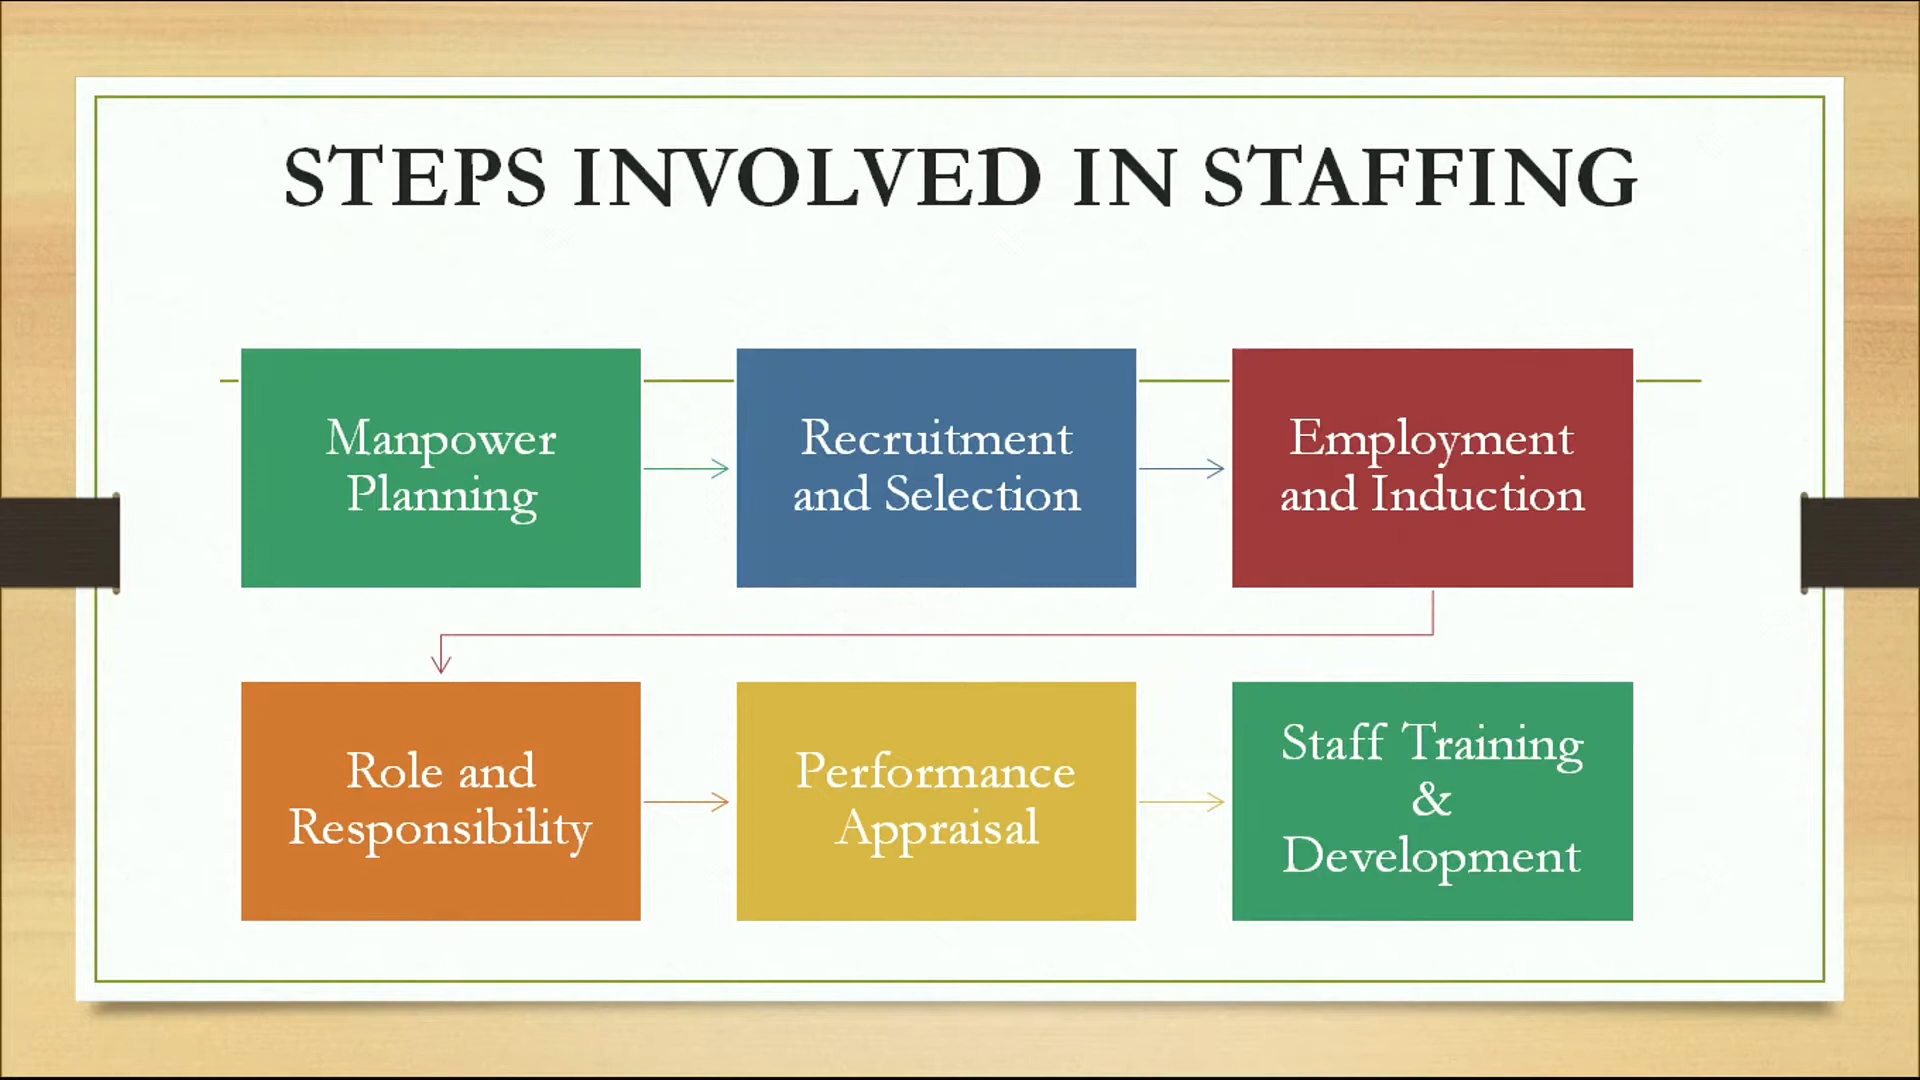 STEPS INVOLVED IN STAFFING
Manpower
Planning
Recruitment
and Selection
Employment
and Induction
Role and
Responsibility
Performance
Appraisal
Staff Training
&
Development